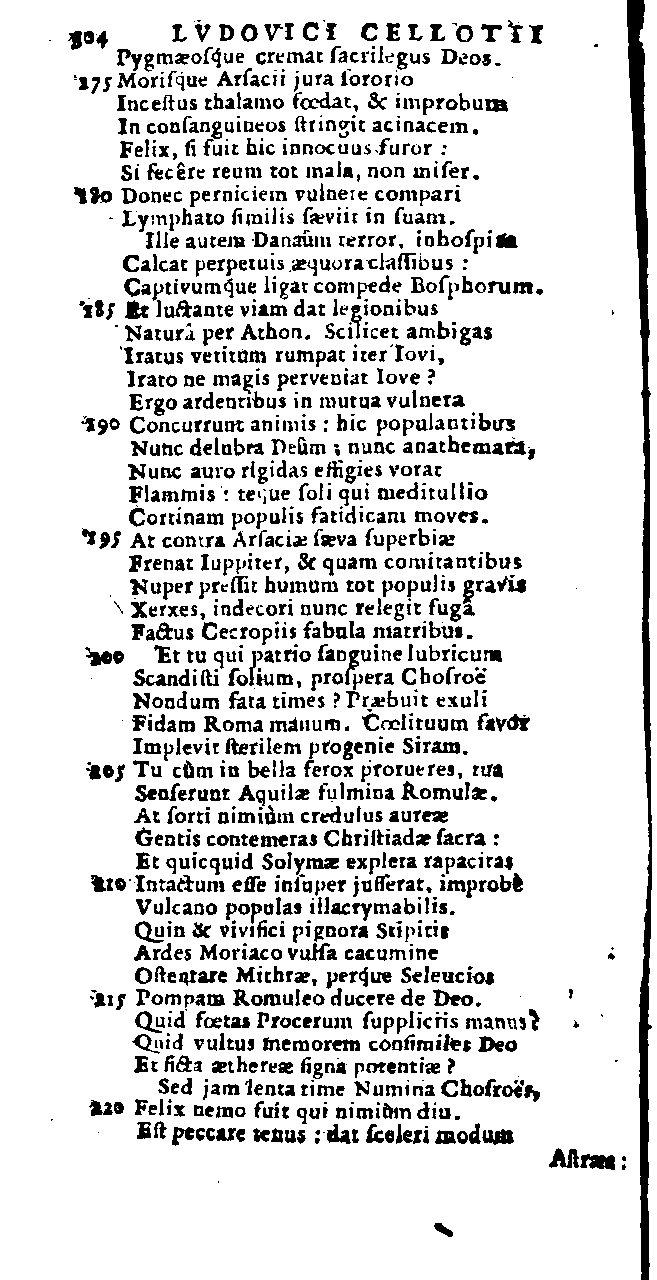 304 LVDOVICI CELLOTII
Pygmæoſque cremat ſacrilegus Deos.
175 Moriſque Arſacii jura ſororio
Inceſtus thalamo fœdat, & improbum
In conſanguineos ſtringit acinacem.
Felix, ſi fuit hic innocuus furor :
Si fecêre reum tot mala, non miſer.
180 Donec perniciem vulnere compari
Lymphato ſimilis ſæviit in ſuam.
Ille autem Danaûm terror, inhoſpita
Calcat perpetuis æquora claſſibus :
Captivumque ligat compede Boſphorum.
185 Et luctante viam dat legionibus
Naturâ per Athon. Scilicet ambigas
Iratus vetitum rumpat iter Iovi,
Irato ne magis perveniat Iove ?
Ergo ardentibus in mutua vulnera
190 Concurrunt animis : hic populantibus
Nunc delubra Deûm ; nunc anathemata,
Nunc auro rigidas effigies vorat
Flammis : teque ſoli qui meditullio
Cortinam populis fatidicam moves.
195 At contra Arſaciæ ſæva ſuperbiæ
Frenat Iuppiter, & quam comitantibus
Nuper preſſit humum tot populis gravis
Xerxes, indecori nunc relegit fugâ
Factus Cecropiis fabula matribus.
200 Et tu qui patrio ſanguine lubricum
Scandiſti ſolium, proſpera Choſroë
Nondum fata times ? Præbuit exuli
Fidam Roma manum. Cœlituum favor
Implevit ſterilem progenie Siram.
205 Tu cùm in bella ferox prorueres, tua
Senſerunt Aquilæ fulmina Romulæ.
At ſorti nimiùm credulus aureæ
Gentis contemeras Chriſtiadæ ſacra :
Et quicquid Solymæ explera rapacitas
210 Intactum eſſe inſuper juſſerat, improbè
Vulcano populas illacrymabilis.
Quin & vivifici pignora Stipitis
Ardes Moriaco vulſa cacumine
Oſtentare Mithræ, perque Seleucios
215 Pompam Romuleo ducere de Deo.
Quid fœtas Procerum ſuppliciis manus?
Quid vultus memorem conſimiles Deo
Et ficta æthereæ ſigna potentiæ ?
Sed jam lenta time Numina Choſroës,
220 Felix nemo fuit qui nimiùm diu.
Eſt peccare tenus : dat ſceleri modum
Aſtræa :